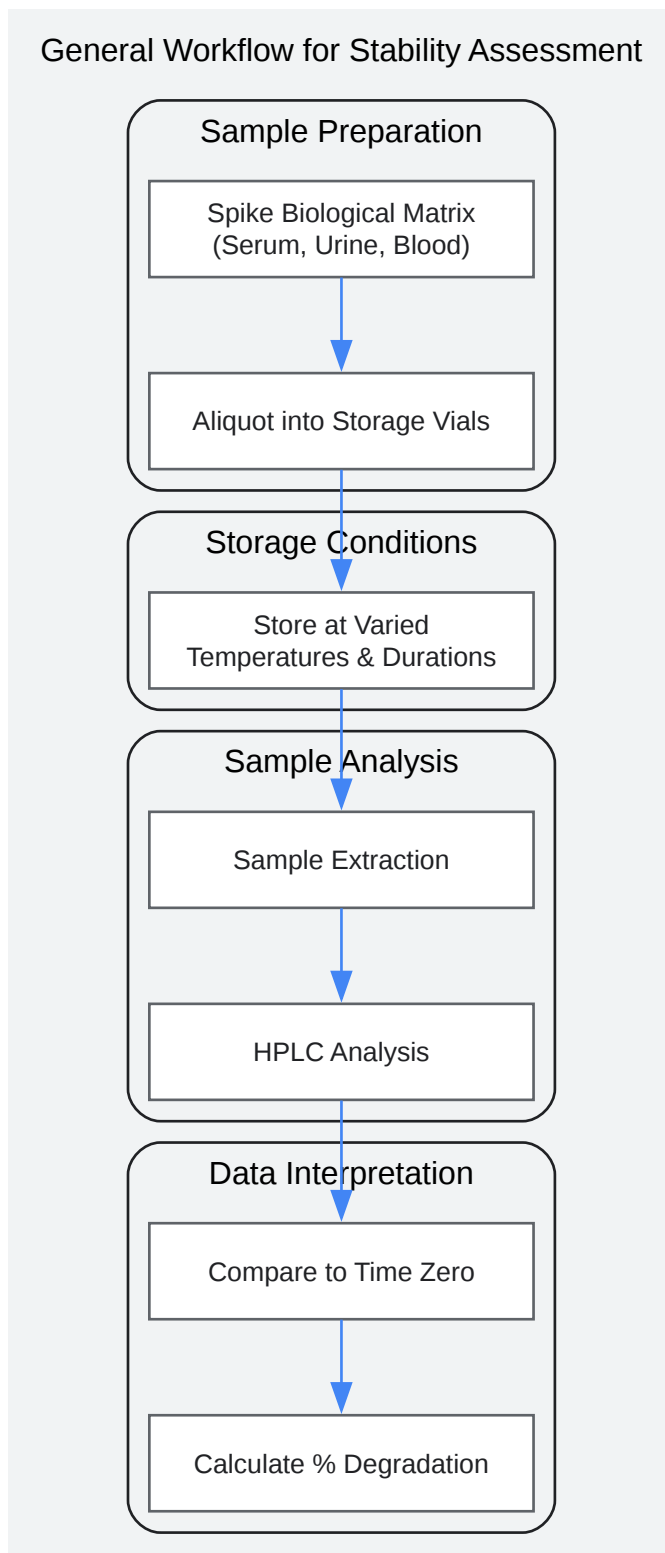 General Workflow for Stability Assessment
Sample Preparation
Spike Biological Matrix
(Serum, Urine, Blood)
Aliquot into Storage Vials
Storage Conditions
Store at Varied
Temperatures & Durations
Sample Analysis
Sample Extraction
HPLC Analysis
Data Interpretation
Compare to Time Zero
Calculate % Degradation